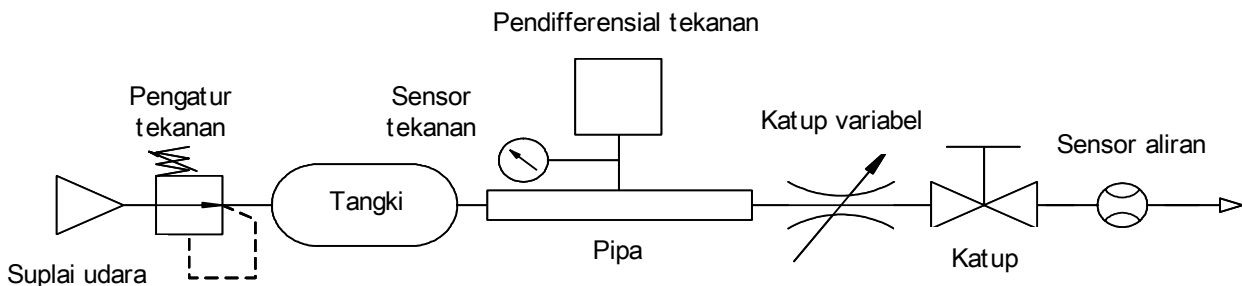 Pendifferensial tekanan
Pengatur
tekanan
Sensor
tekanan
Katup variabel
Sensor aliran
Tangki
Pipa
Katup
Suplai udara